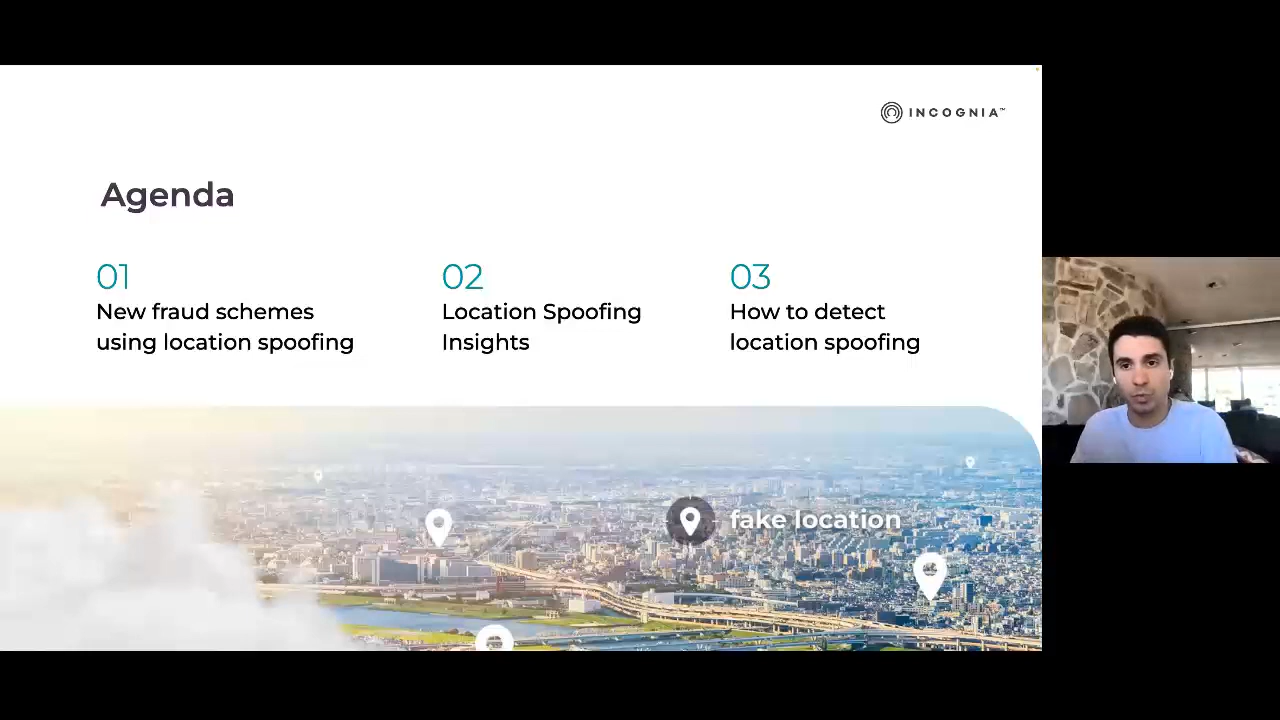 INCOGNIA™
Agenda
01
New fraud schemes
using location spoofing
02
Location Spoofing
Insights
03
How to detect
location spoofing
fake location